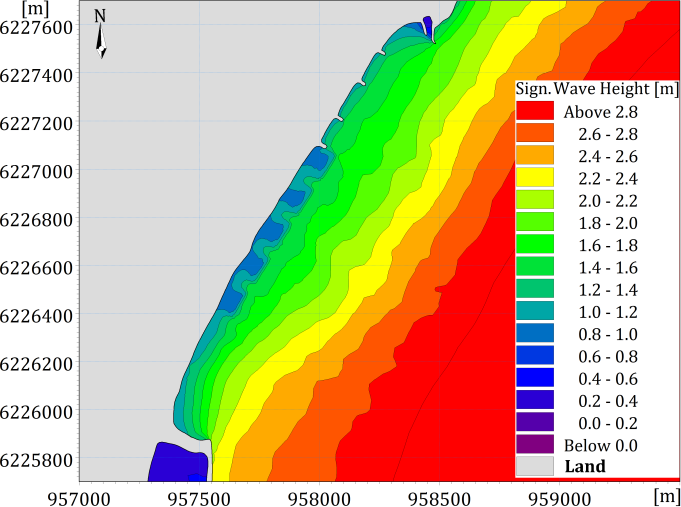 [m]
N
6227600
6227400
6227200
6227000
6226800
6226600
6226400
6226200
6226000
6225800
Sign. Wave Height [m]
Above 2.8
2.6 - 2.8
2.4 - 2.6
2.2 - 2.4
2.0 - 2.2
1.8 - 2.0
1.6 - 1.8
1.4 - 1.6
1.2 - 1.4
1.0 - 1.2
0.8 - 1.0
0.6 - 0.8
0.4 - 0.6
0.2 - 0.4
0.0 - 0.2
Below 0.0
Land
957000 957500 958000 958500 959000 [m]